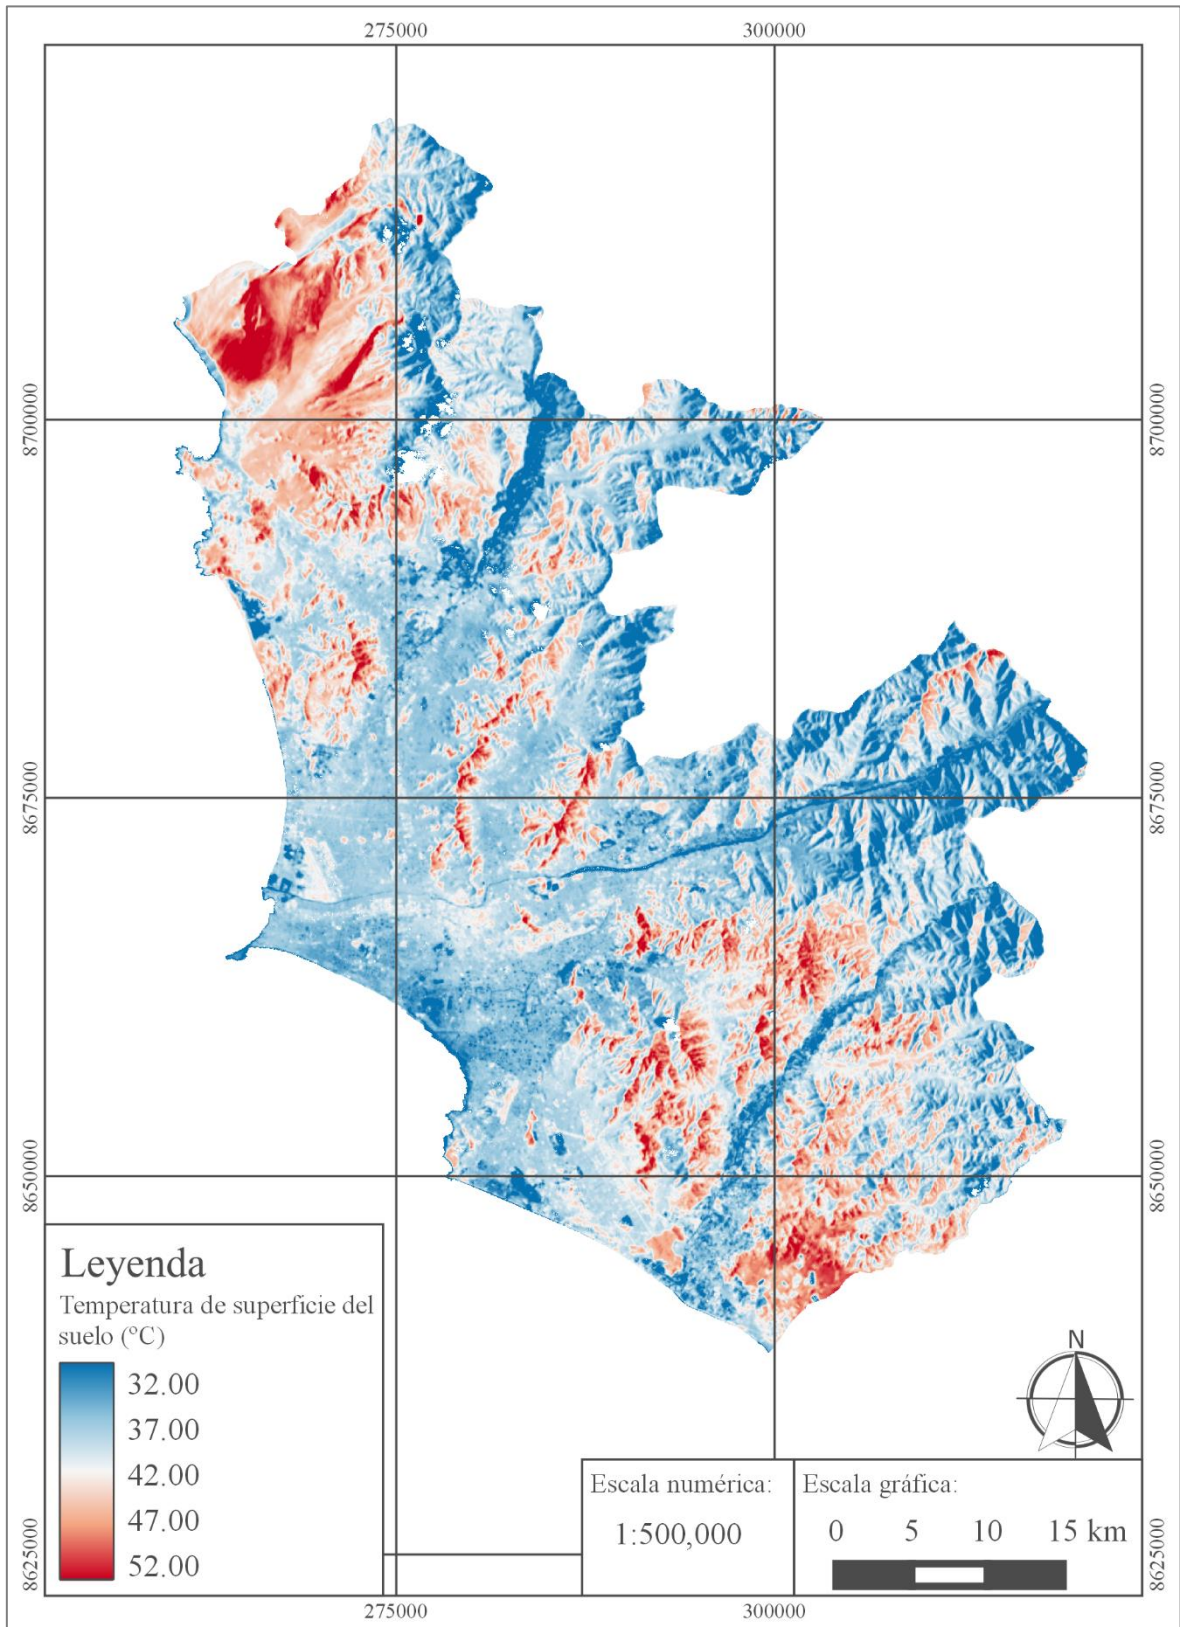 275000 300000
8700000 8700000
8675000 8675000
8650000 8650000
Leyenda
Temperatura de superficie del
suelo (°C)
32.00
37.00
42.00
47.00
52.00
N
Escala numérica:
1:500,000
Escala gráfica:
0 5 10 15 km
8625000 8625000
275000 300000